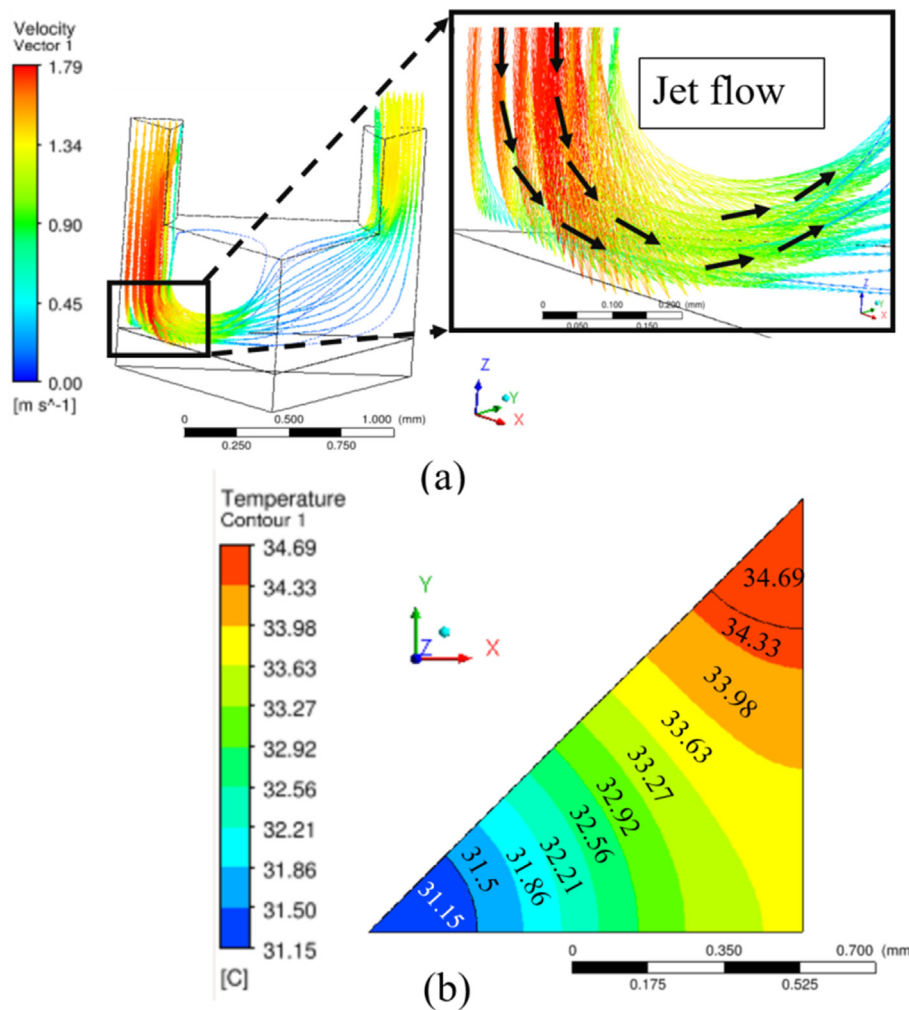 Velocity
Vector 1
1.79
1.34
0.90
0.45
0.00
[m s^-1]
Jet flow
0 0.100 0.200 (mm)
0.050 0.150
Z
X
Z
Y
X
0 0.500 1.000 (mm)
0.250 0.750
(a)
Temperature
Contour 1
34.69
34.33
33.98
33.63
33.27
32.92
32.56
32.21
31.86
31.50
31.15
[C]
Y
Z
X
34.69
34.33
33.98
33.63
33.27
32.92
32.56
32.21
31.86
31.5
31.15
0 0.350 0.700 (mm
0.175 0.525
(b)